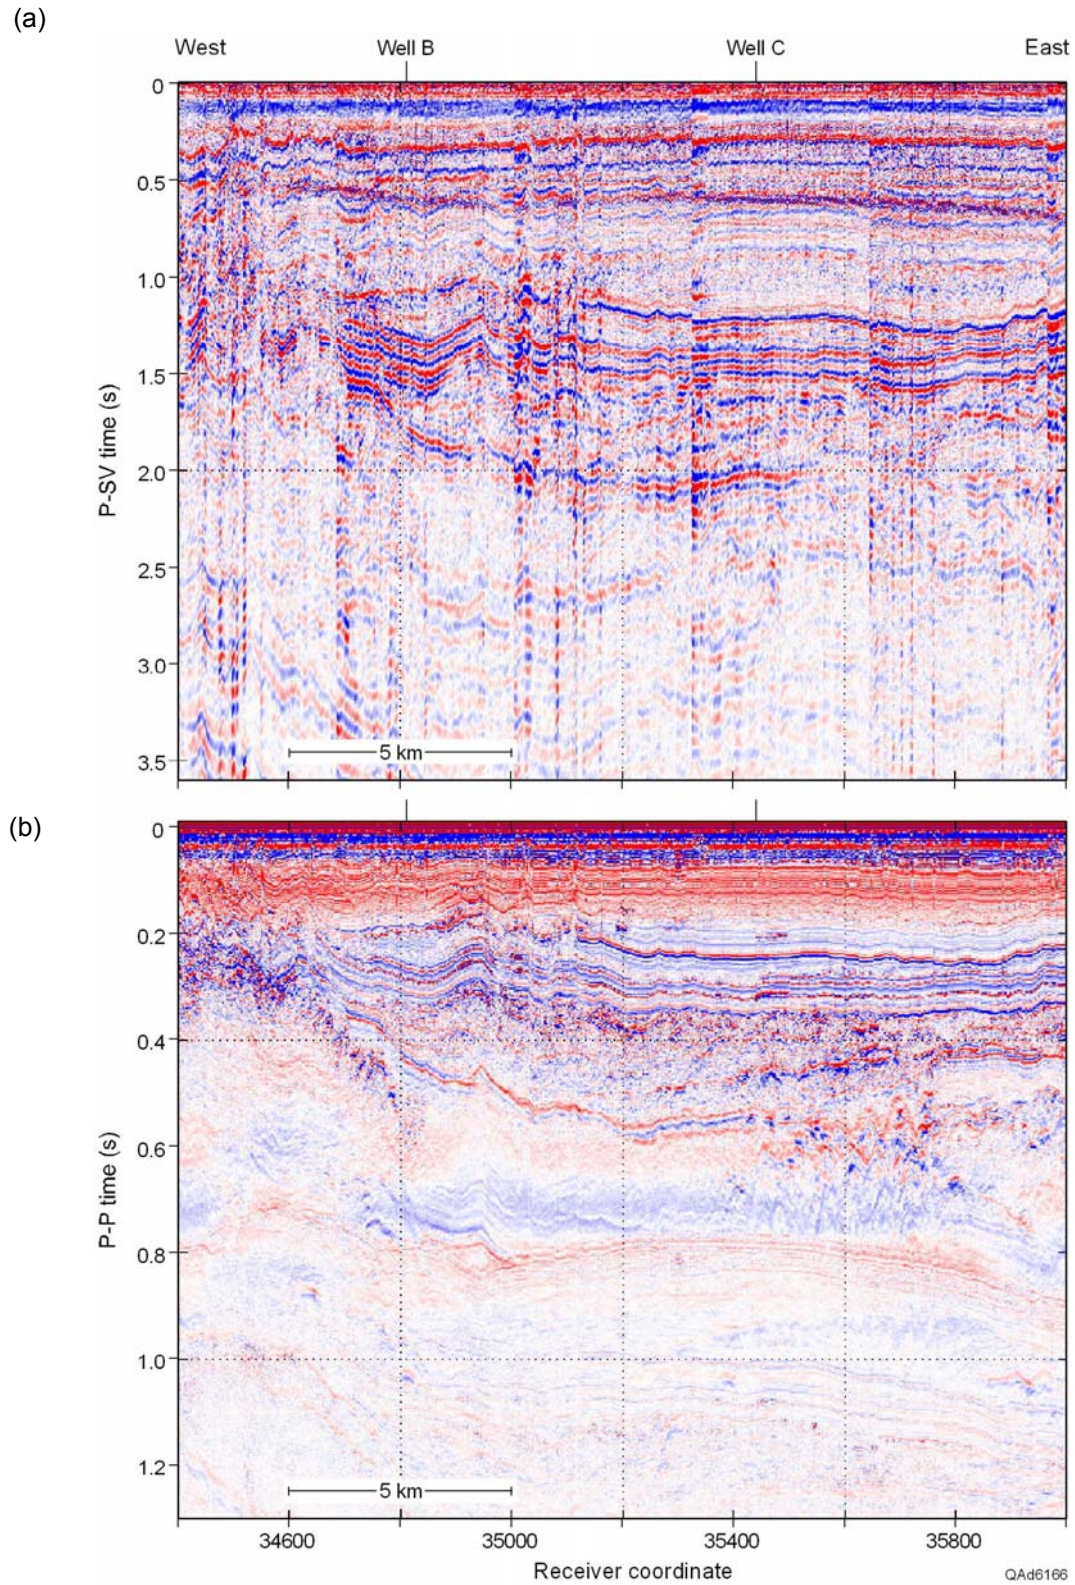 (a)
West Well B Well C East
0
0.5
1.0
1.5
P-SV time (s)
2.0
2.5
3.0
5 km
3.5
(b)
0
0.2
0.4
P-P time (s)
0.6
0.8
1.0
1.2
5 km
34600 35000 35400 35800
Receiver coordinate
QAd6166